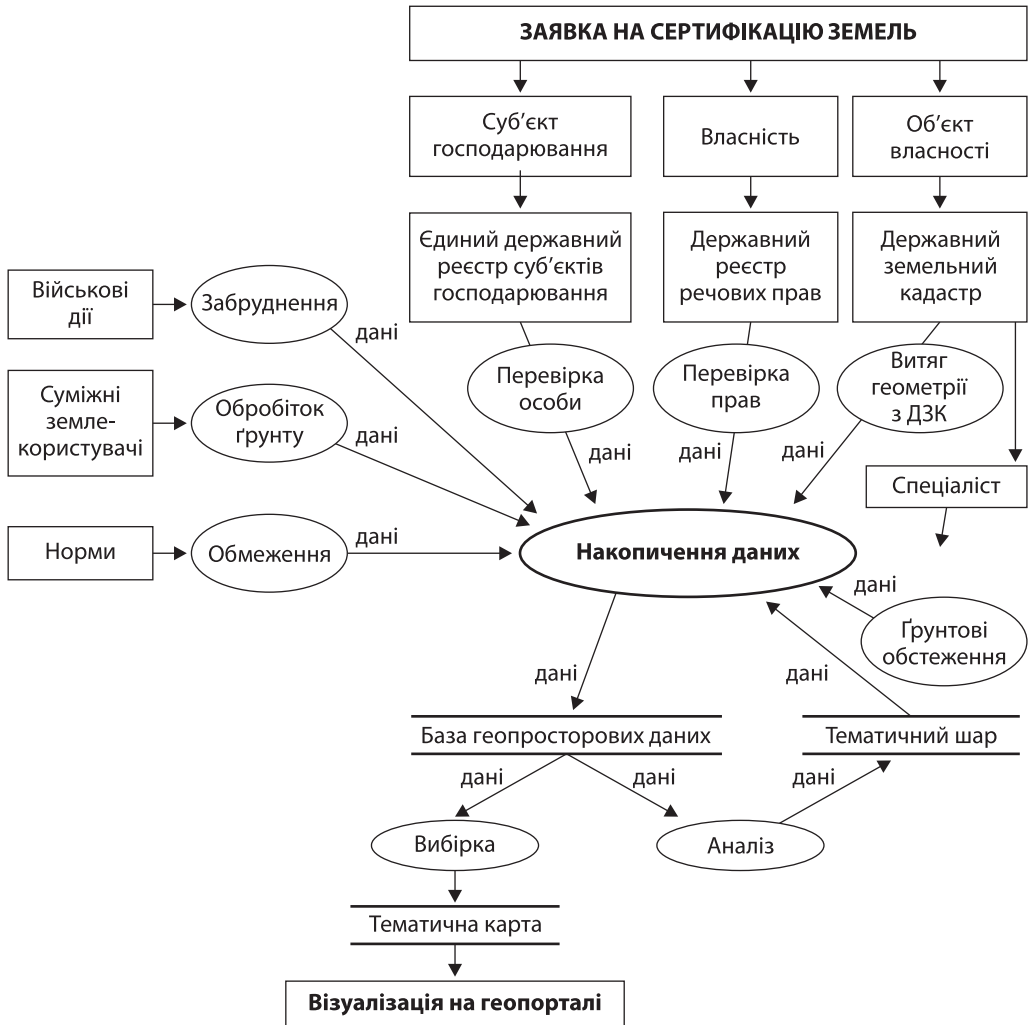 ЗАЯВКА НА СЕРТИФІКАЦІЮ ЗЕМЕЛЬ
Суб’єкт
господарювання
Власність
Об’єкт
власності
Єдиний державний
реєстр суб’єктів
господарювання
Державний
реєстр
речових прав
Державний
земельний
кадастр
Військові
дії
Забруднення
дані
Перевірка
особи
Перевірка
прав
Витяг
геометрії
з ДЗК
Суміжні
земле-
користувачі
Обробіток
ґрунту
дані
дані
дані
дані
Спеціаліст
Норми
Обмеження
дані
Накопичення даних
дані
Ґрунтові
обстеження
дані
дані
База геопросторових даних
Тематичний шар
дані
дані
дані
Вибірка
Аналіз
Тематична карта
Візуалізація на геопорталі